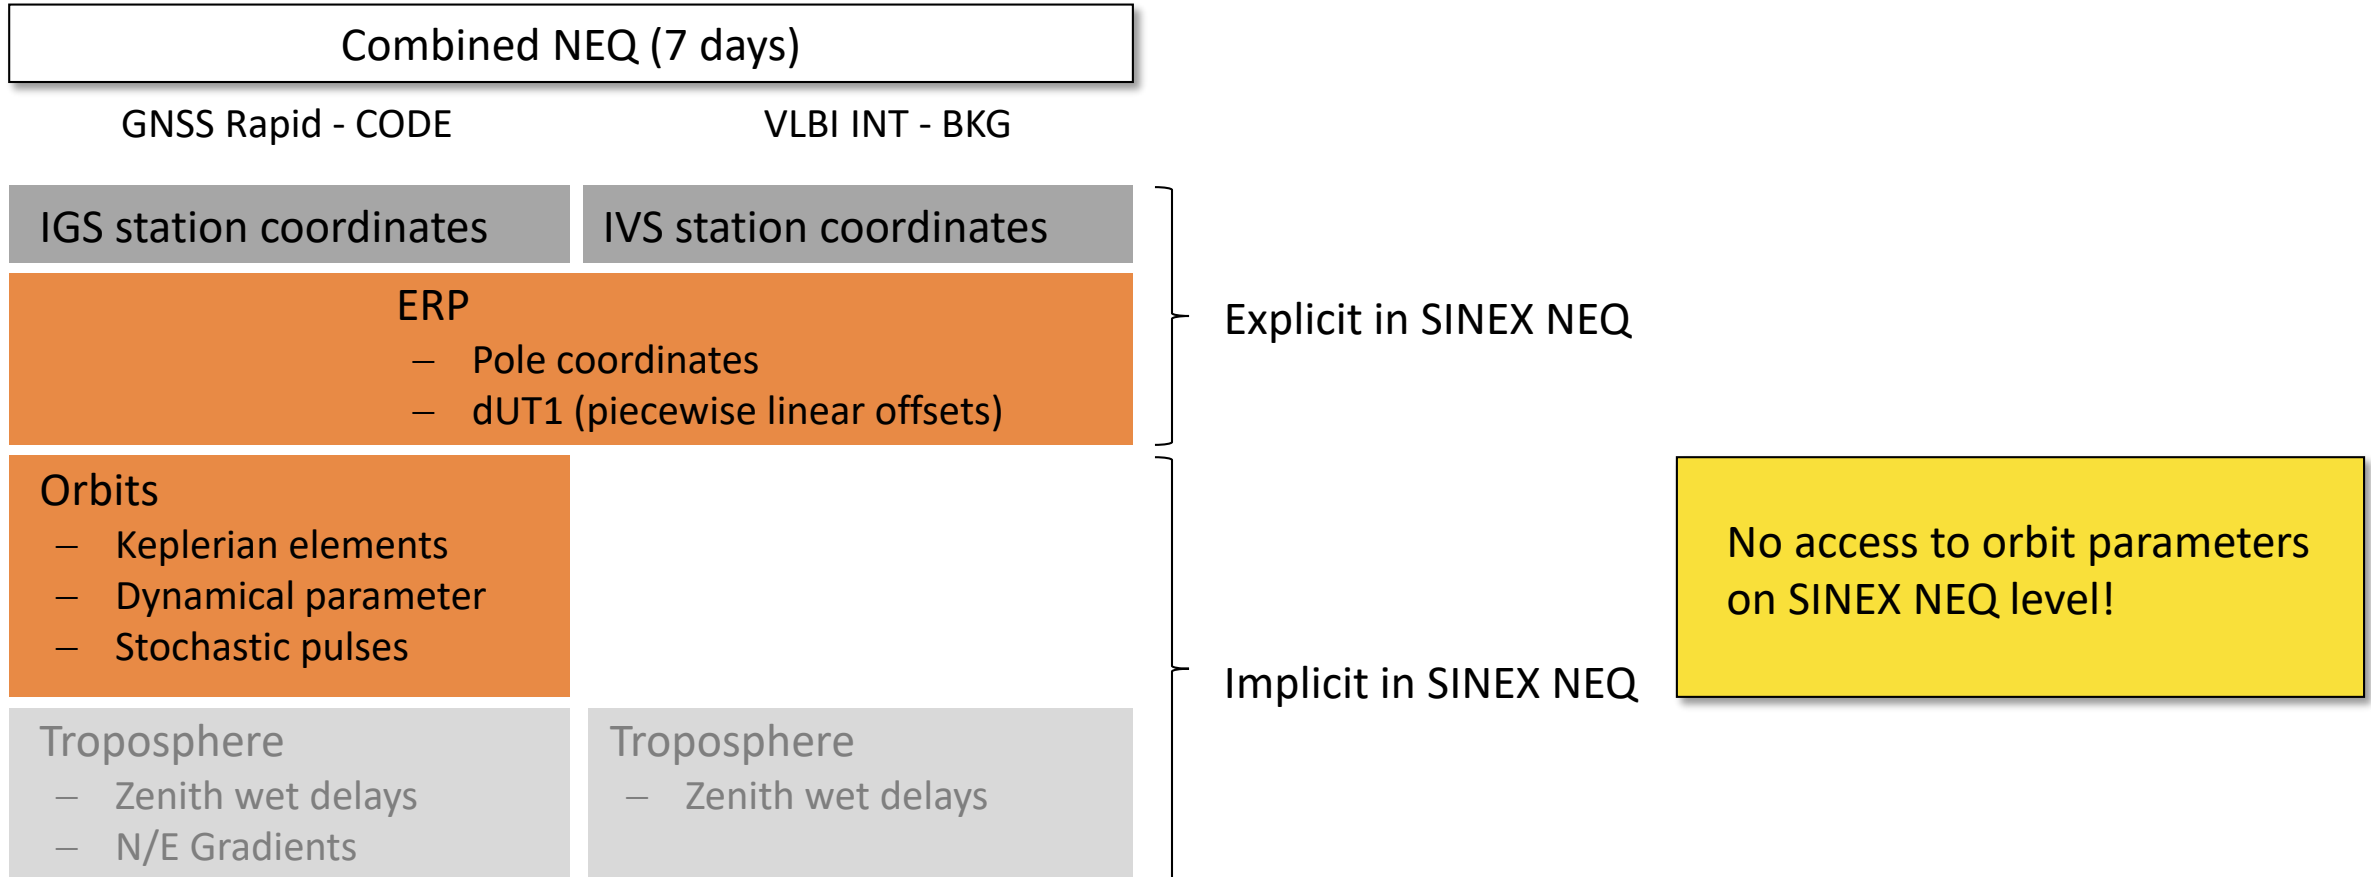 Combined NEQ (7 days)
GNSS Rapid - CODE
VLBI INT - BKG
IGS station coordinates
IVS station coordinates
ERP
– Pole coordinates
– dUT1 (piecewise linear offsets)
Explicit in SINEX NEQ
Orbits
– Keplerian elements
– Dynamical parameter
– Stochastic pulses
No access to orbit parameters
on SINEX NEQ level!
Implicit in SINEX NEQ
Troposphere
– Zenith wet delays
– N/E Gradients
Troposphere
– Zenith wet delays